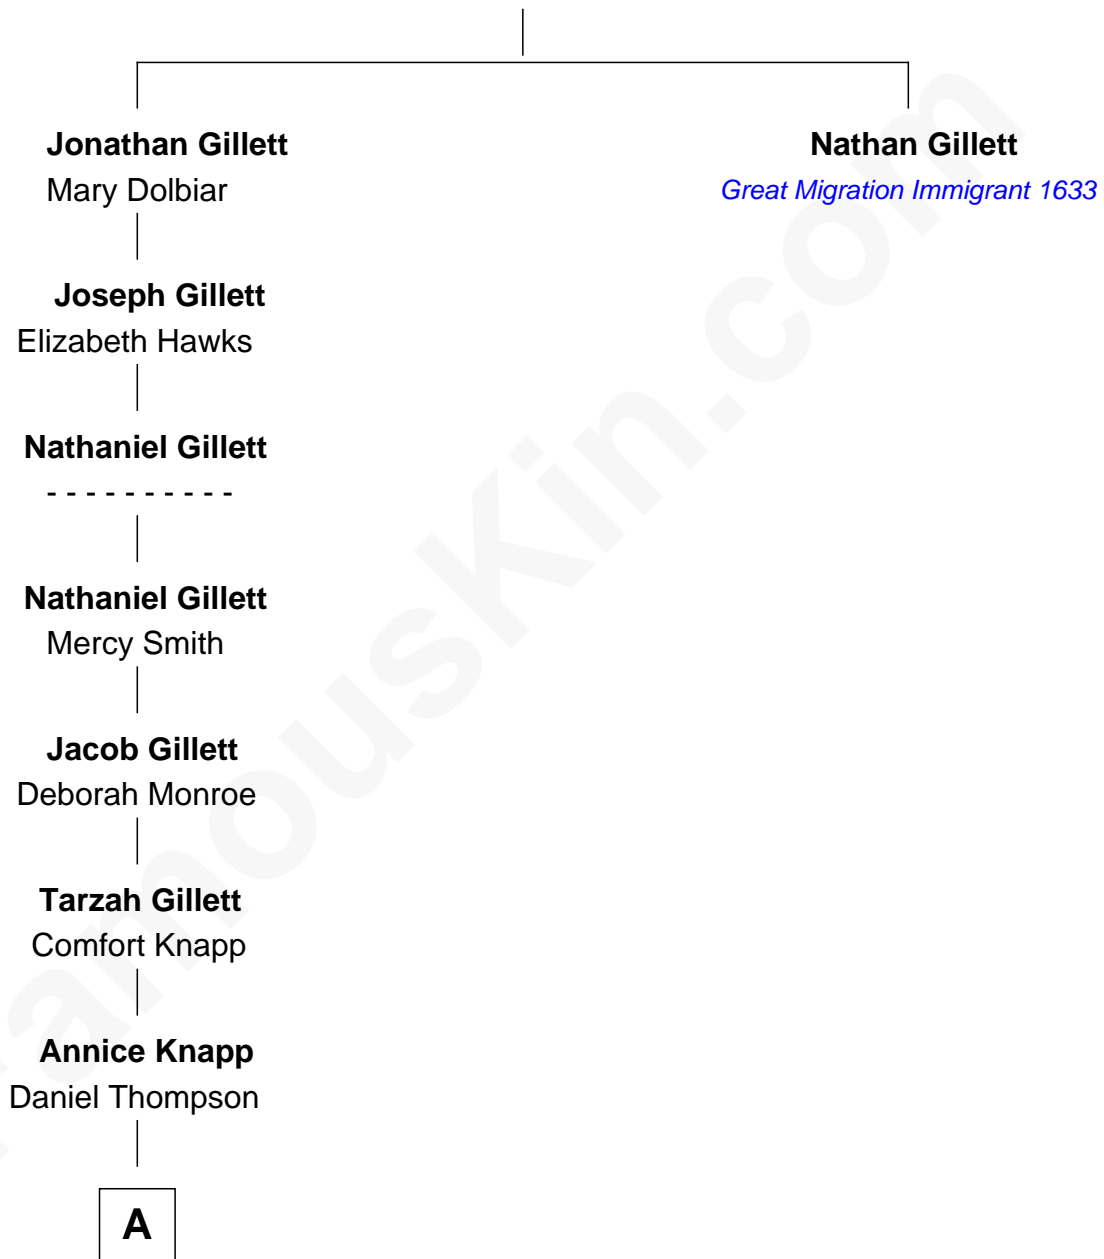 Jonathan Gillett
Mary Dolbiar
Nathan Gillett
Great Migration Immigrant 1633
Joseph Gillett
Elizabeth Hawks
Nathaniel Gillett
- - - - - - - - - -
Nathaniel Gillett
Mercy Smith
Jacob Gillett
Deborah Monroe
Tarzah Gillett
Comfort Knapp
Annice Knapp
Daniel Thompson
A
FamousKin.com